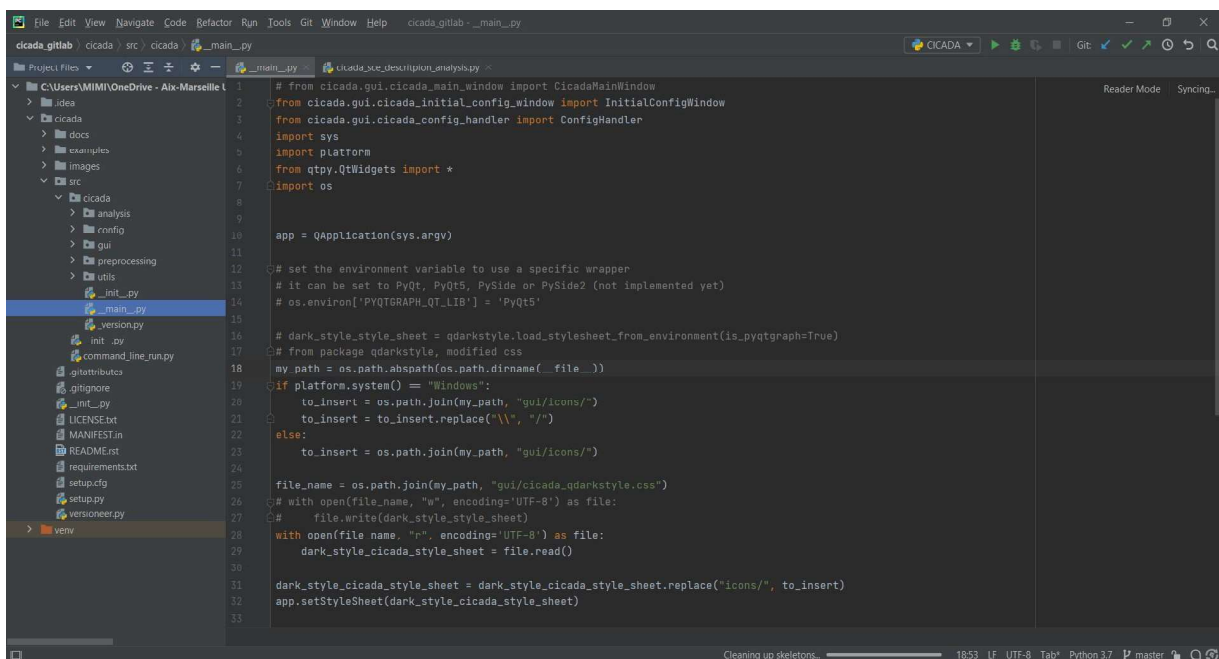 File Edit View Navigate Code Refactor Run Tools Git Window Help cicada_gitlab - __main__.py
cicada_gitlab cicada src cicada __main__.py CICADA Git:
Project Files __main__.py cicada_sce_descritpion_analysis.py
Reader Mode Syncing...
C:\Users\MIMI\OneDrive - Aix-Marseille U
.idea
cicada
docs
examples
images
src
cicada
analysis
config
gui
preprocessing
utils
__init__.py
__main__.py
_version.py
__init__.py
command_line_run.py
.gitattributes
.gitignore
__init__.py
LICENSE.txt
MANIFEST.in
README.rst
requirements.txt
setup.cfg
setup.py
versioneer.py
venv
1 # from cicada.gui.cicada_main_window import CicadaMainWindow
2 from cicada.gui.cicada_initial_config_window import InitialConfigWindow
3 from cicada.gui.cicada_config_handler import ConfigHandler
4 import sys
5 import platform
6 from qtpy.QtWidgets import *
7 import os
8
9
10 app = QApplication(sys.argv)
11
12 # set the environment variable to use a specific wrapper
13 # it can be set to PyQt, PyQt5, PySide or PySide2 (not implemented yet)
14 # os.environ['PYQTGRAPH_QT_LIB'] = 'PyQt5'
15
16 # dark_style_style_sheet = qdarkstyle.load_stylesheet_from_environment(is_pyqtgraph=True)
17 # from package qdarkstyle, modified css
18 my_path = os.path.abspath(os.path.dirname(__file__))
19 if platform.system() == "Windows":
20 to_insert = os.path.join(my_path, "gui/icons/")
21 to_insert = to_insert.replace("\\", "/")
22 else:
23 to_insert = os.path.join(my_path, "gui/icons/")
24
25 file_name = os.path.join(my_path, "gui/cicada_qdarkstyle.css")
26 # with open(file_name, "w", encoding='UTF-8') as file:
27 # file.write(dark_style_style_sheet)
28 with open(file_name, "r", encoding='UTF-8') as file:
29 dark_style_cicada_style_sheet = file.read()
30
31 dark_style_cicada_style_sheet = dark_style_cicada_style_sheet.replace("icons/", to_insert)
32 app.setStyleSheet(dark_style_cicada_style_sheet)
33
Cleaning up skeletons... 18:53 LF UTF-8 Tab* Python 3.7 master